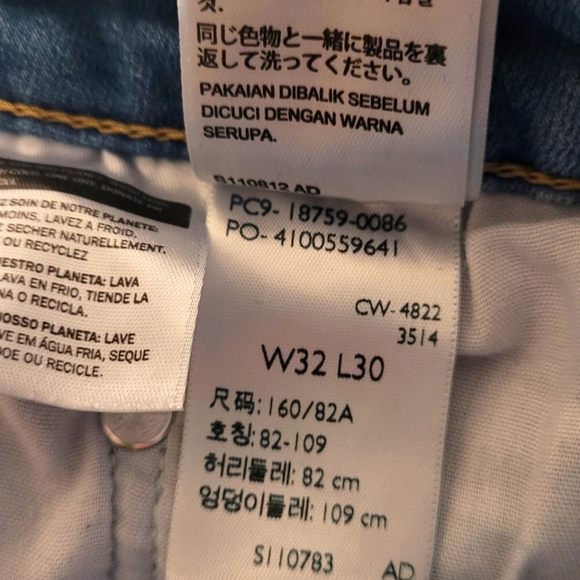 것.
同じ色物と一緒に製品を裏
返して洗ってください。
PAKAIAN DIBALIK SEBELUM
DICUCI DENGAN WARNA
SERUPA.
S110812 AD
PC9-18759-0086
PO-4100559641
CW-4822
3514
W32 L30
尺码:160/82A
호칭:82-109
허리둘레: 82 cm
엉덩이둘레: 109 cm
S110783 AD
SOIN DE NOTRE PLANETE:
MOINS, LAVEZ A FROID,
SECHER NATURELLEMENT.
OU RECYCLEZ
PLANETA: LAVA
LAVA EN FRIO, TIENDE LA
O RECICLA.
PLANETA: LAVE
EM ÁGUA FRIA, SEQUE
DOE OU RECICLE.